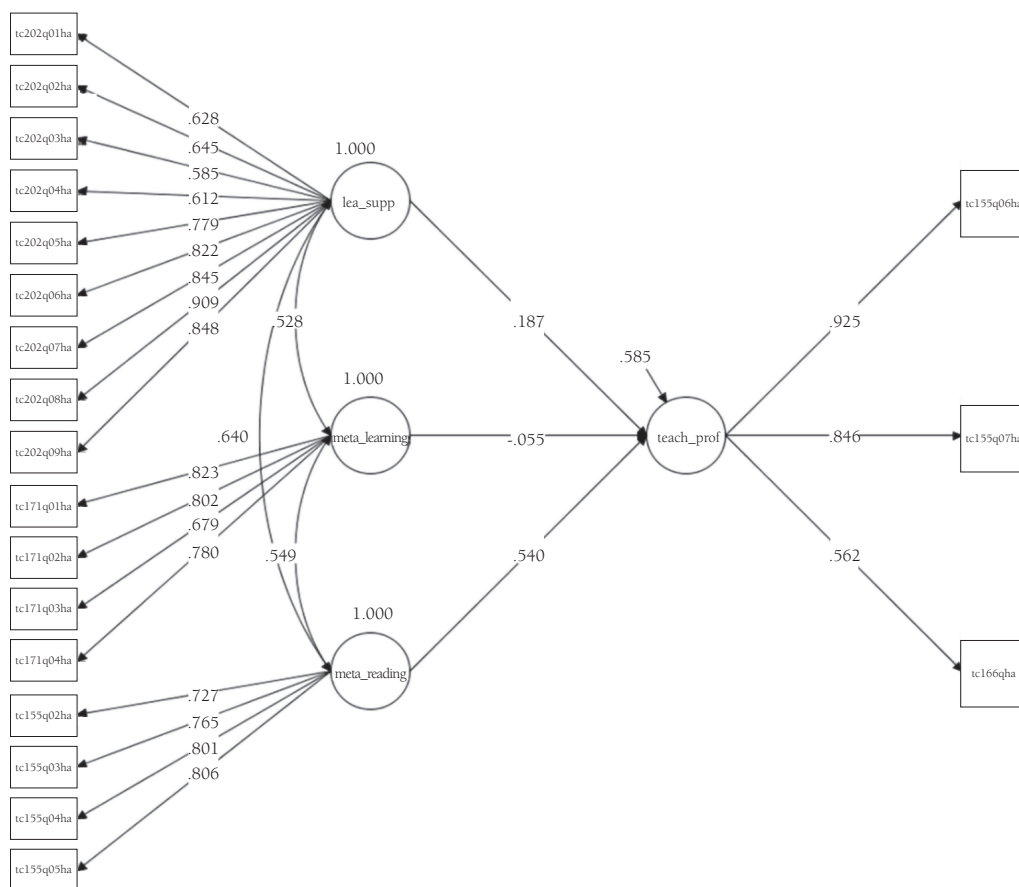 tc202q01ha
tc202q02ha
tc202q03ha
tc202q04ha
tc202q05ha
tc202q06ha
tc202q07ha
tc202q08ha
tc202q09ha
tc171q01ha
tc171q02ha
tc171q03ha
tc171q04ha
tc155q02ha
tc155q03ha
tc155q04ha
tc155q05ha
.628
.645
.585
.612
.779
.822
.845
.909
.848
.823
.802
.679
.780
.727
.765
.801
.806
1.000
lea_supp
.528
1.000
meta_learning
.640
.549
1.000
meta_reading
.187
-.055
.540
.585
teach_prof
.925
.846
.562
tc155q06ha
tc155q07ha
tc166qha